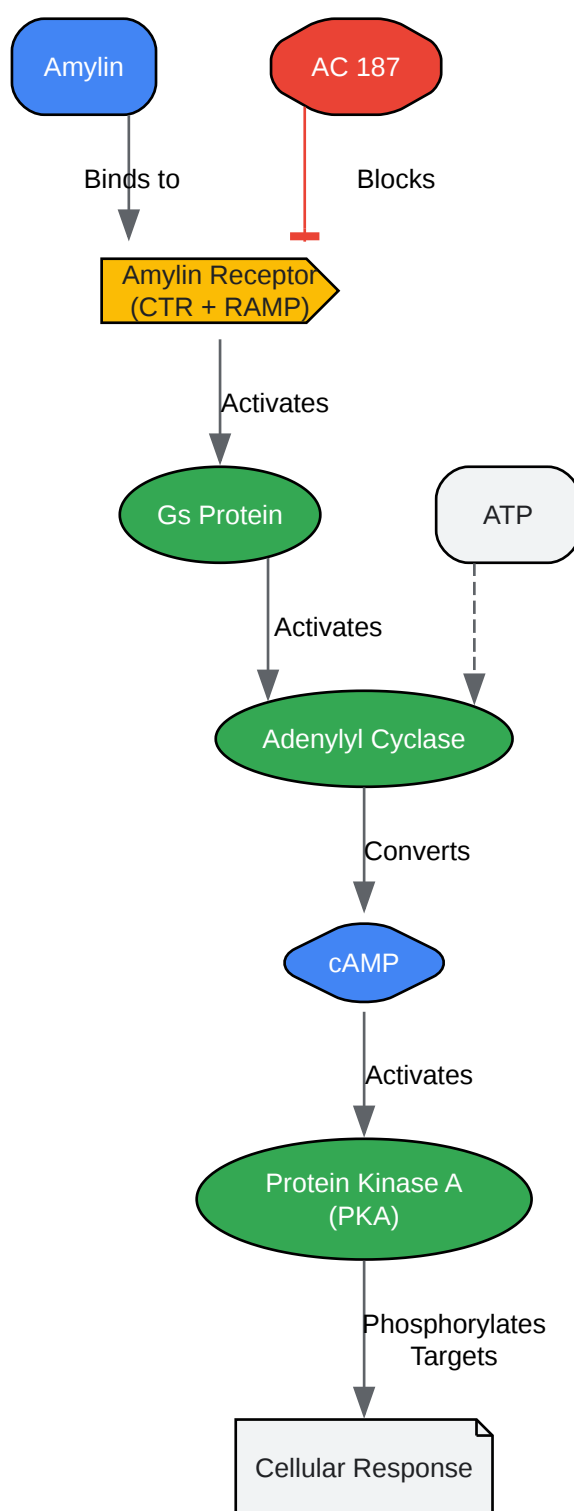 Amylin
AC 187
Binds to
Blocks
Amylin Receptor
(CTR + RAMP)
Activates
Gs Protein
ATP
Activates
Adenylyl Cyclase
Converts
cAMP
Activates
Protein Kinase A
(PKA)
Phosphorylates
Targets
Cellular Response